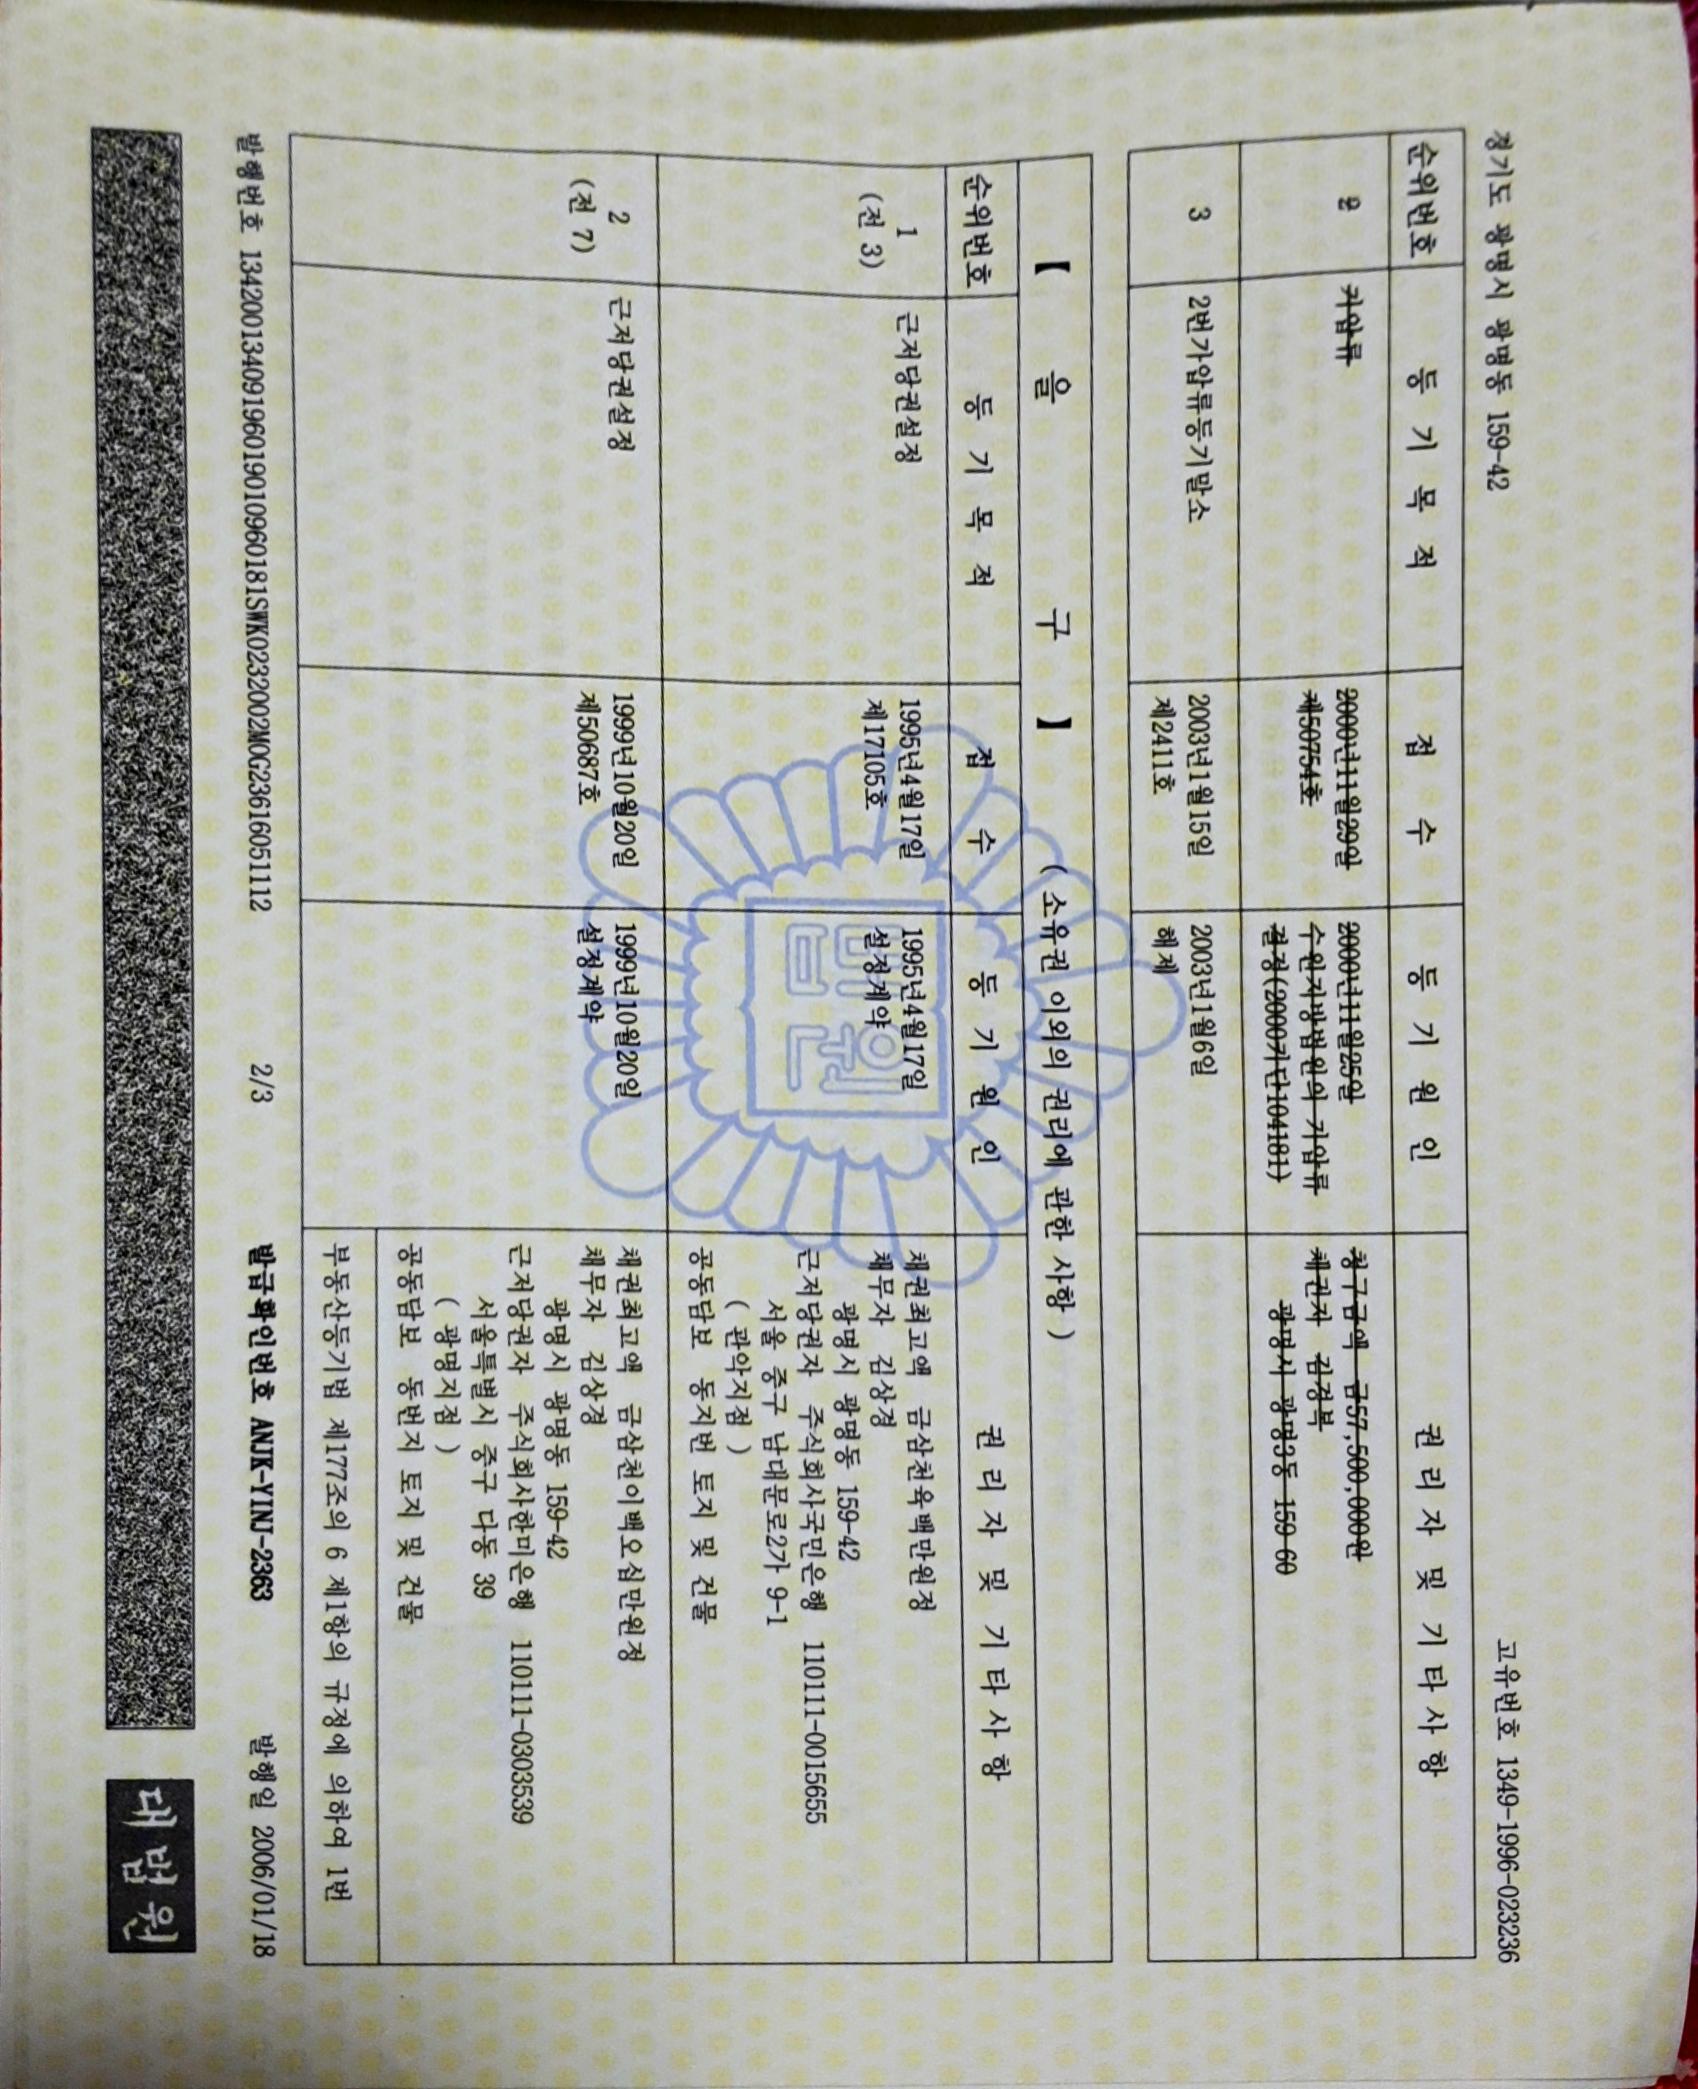 경기도 광명시 광명동 159-42
고유번호 1349-1996-023236
순위번호 등 기 목 적 접 수 등 기 원 인 권 리 자 및 기 타 사 항
2 가압류 2000년11월29일 2000년11월25일 청구금액 금57,500,000원
제50754호 수원지방법원의 가압류 채권자 김경복
결정(2000카단104181) 광명시 광명3동 159-60
3 2번가압류등기말소 2003년1월15일 2003년1월6일
제2411호 해제
【 을 구 】 ( 소유권 이외의 권리에 관한 사항 )
순위번호 등 기 목 적 접 수 등 기 원 인 권 리 자 및 기 타 사 항
1 근저당권설정 1995년4월17일 1995년4월17일 채권최고액 금삼천육백만원정
(전 3) 제17105호 설정계약 채무자 김상경
광명시 광명동 159-42
근저당권자 주식회사국민은행 110111-0015655
서울 중구 남대문로2가 9-1
( 관악지점 )
공동담보 동지번 토지 및 건물
2 근저당권설정 1999년10월20일 1999년10월20일 채권최고액 금삼천이백오십만원정
(전 7) 제50687호 설정계약 채무자 김상경
광명시 광명동 159-42
근저당권자 주식회사한미은행 110111-0303539
서울특별시 중구 다동 39
( 광명지점 )
공동담보 동번지 토지 및 건물
부동산등기법 제177조의 6 제1항의 규정에 의하여 1번
발행번호 13420013409196019010960181SWK0232002MOG2361605112 2/3 발급확인번호 ANJK-YINJ-2363 발행일 2006/01/18
대법원
대법원